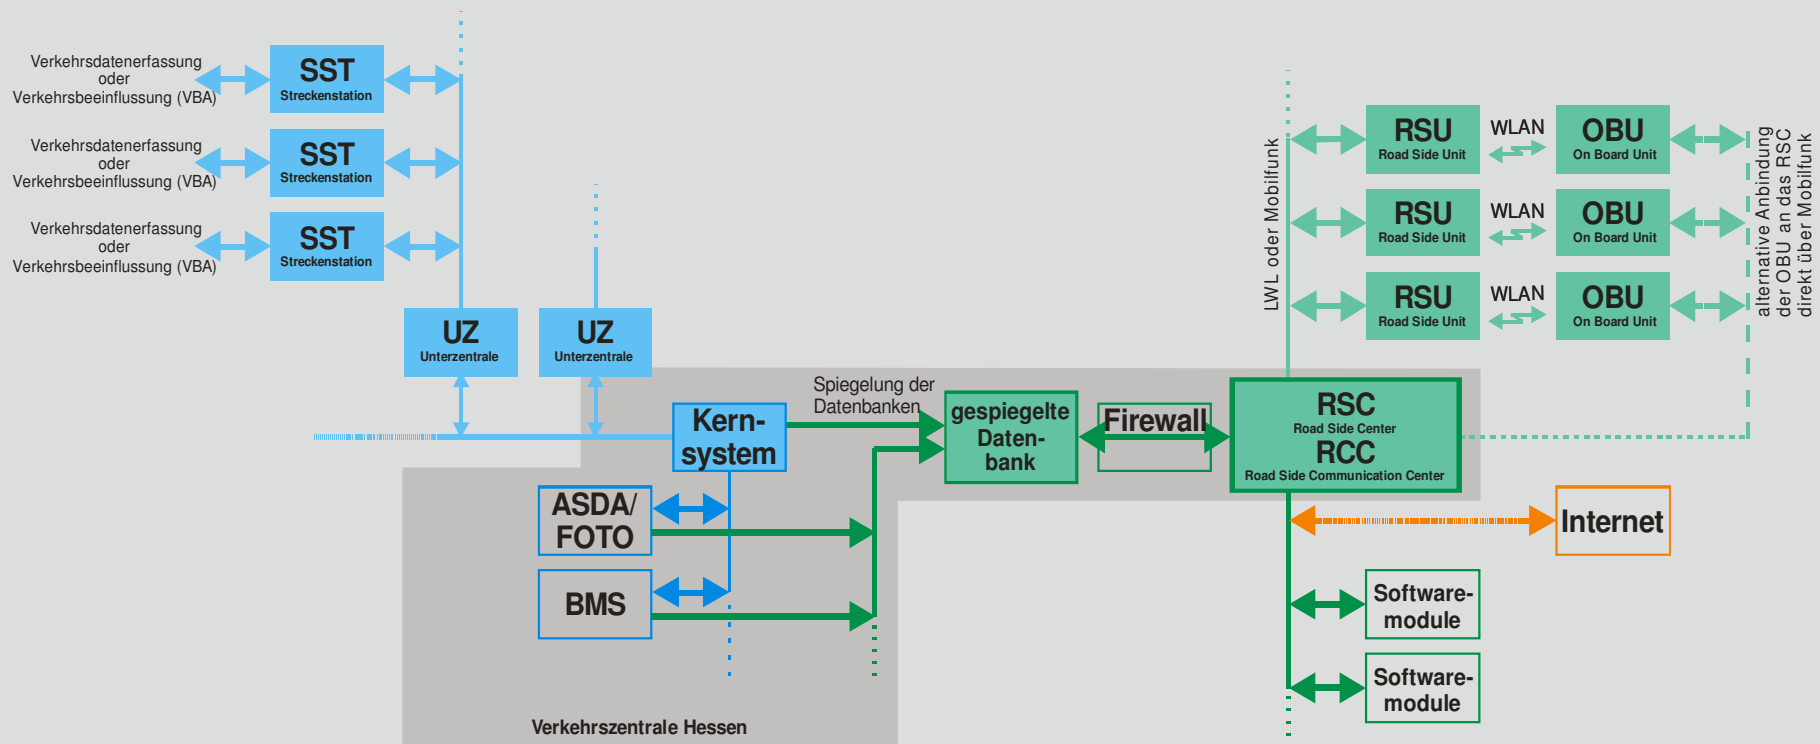 Verkehrsdatenerfassung
oder
Verkehrsbeeinflussung (VBA)
SST
Streckenstation
Verkehrsdatenerfassung
oder
Verkehrsbeeinflussung (VBA)
SST
Streckenstation
Verkehrsdatenerfassung
oder
Verkehrsbeeinflussung (VBA)
SST
Streckenstation
UZ
Unterzentrale
UZ
Unterzentrale
LWL oder Mobilfunk
RSU
Road Side Unit
WLAN
OBU
On Board Unit
RSU
Road Side Unit
WLAN
OBU
On Board Unit
RSU
Road Side Unit
WLAN
OBU
On Board Unit
alternative Anbindung
der OBU an das RSC
direkt über Mobilfunk
Kern-
system
Spiegelung der
Datenbanken
gespiegelte
Daten-
bank
Firewall
RSC
Road Side Center
RCC
Road Side Communication Center
ASDA/
FOTO
BMS
Internet
Software-
module
Software-
module
Verkehrszentrale Hessen